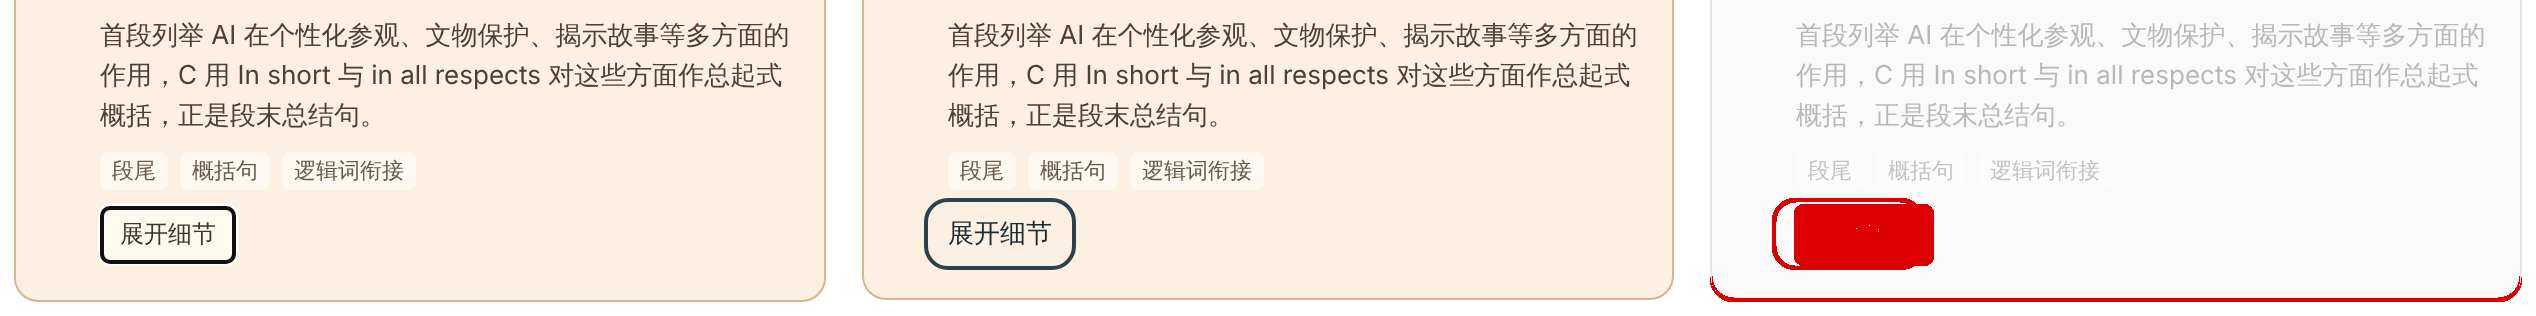 首段列举 AI 在个性化参观、文物保护、揭示故事等多方面的
作用，C 用 In short 与 in all respects 对这些方面作总起式
概括，正是段末总结句。
段尾 概括句 逻辑词衔接
展开细节
首段列举 AI 在个性化参观、文物保护、揭示故事等多方面的
作用，C 用 In short 与 in all respects 对这些方面作总起式
概括，正是段末总结句。
段尾 概括句 逻辑词衔接
展开细节
首段列举 AI 在个性化参观、文物保护、揭示故事等多方面的
作用，C 用 In short 与 in all respects 对这些方面作总起式
概括，正是段末总结句。
段尾 概括句 逻辑词衔接